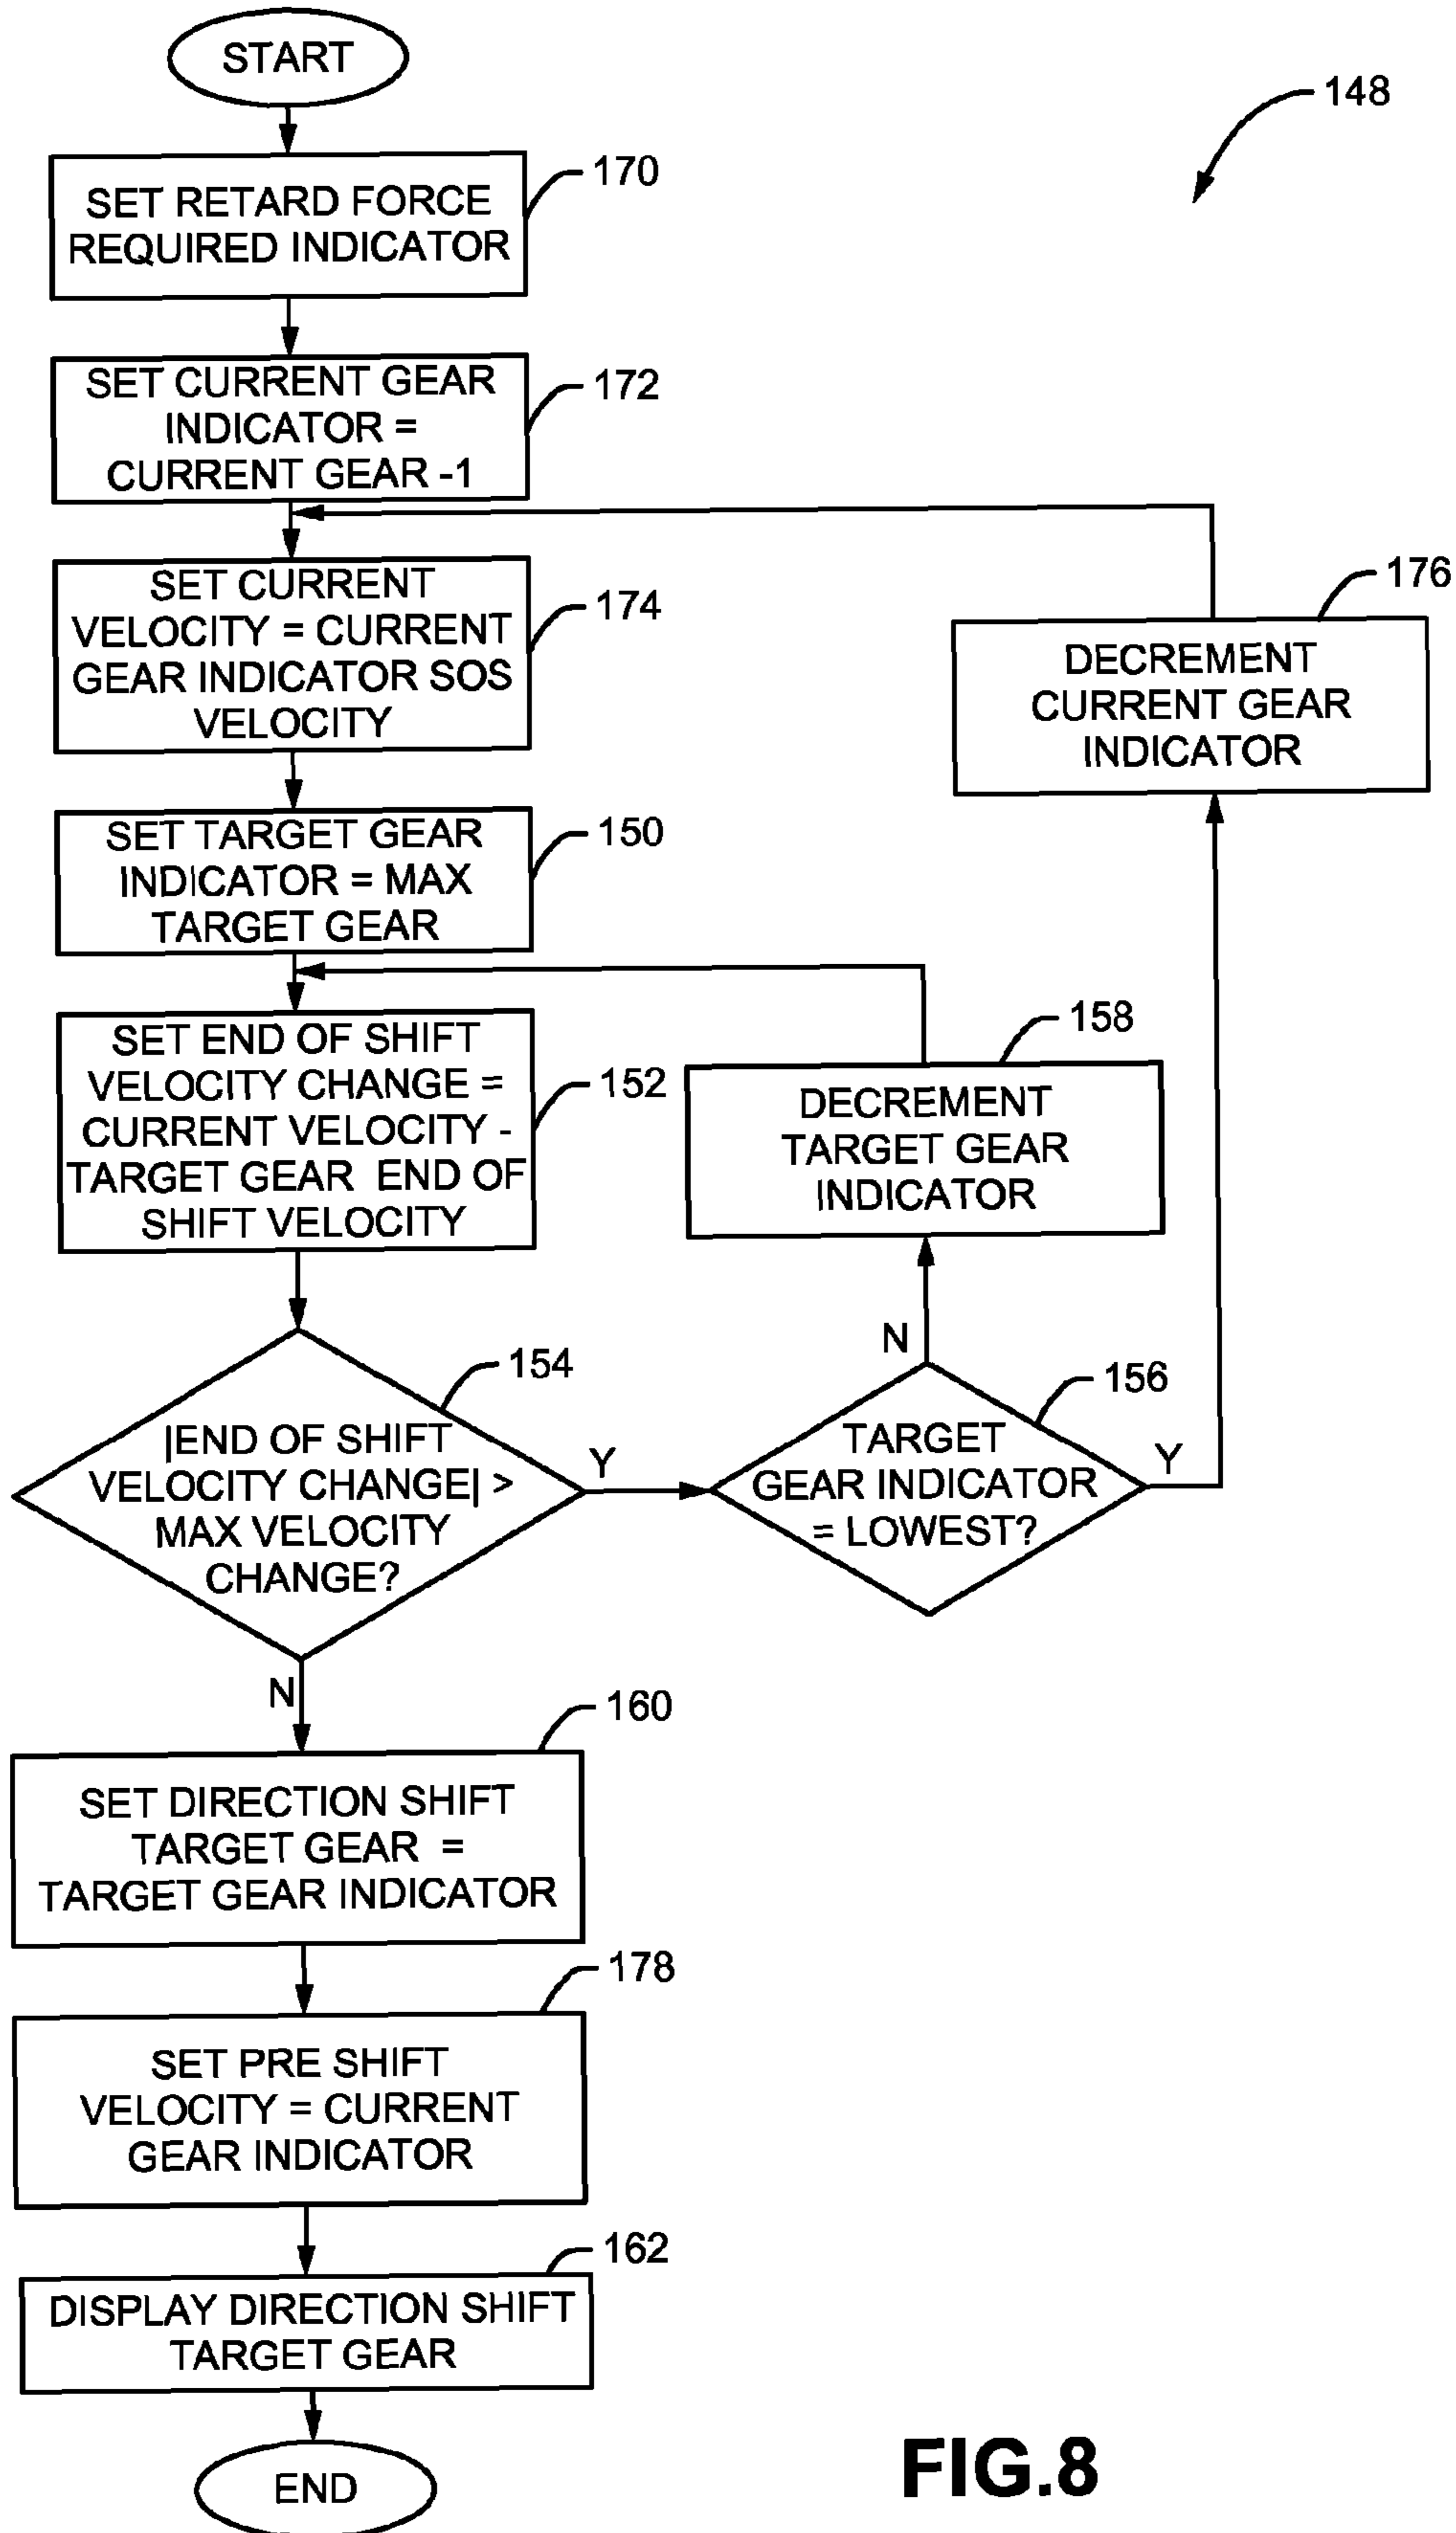 START
148
170
SET RETARD FORCE
REQUIRED INDICATOR
172
SET CURRENT GEAR
INDICATOR =
CURRENT GEAR -1
174
SET CURRENT
VELOCITY = CURRENT
GEAR INDICATOR SOS
VELOCITY
176
DECREMENT
CURRENT GEAR
INDICATOR
150
SET TARGET GEAR
INDICATOR = MAX
TARGET GEAR
152
SET END OF SHIFT
VELOCITY CHANGE =
CURRENT VELOCITY -
TARGET GEAR END OF
SHIFT VELOCITY
158
DECREMENT
TARGET GEAR
INDICATOR
N
154
|END OF SHIFT
VELOCITY CHANGE| >
MAX VELOCITY
CHANGE?
Y
156
TARGET
GEAR INDICATOR
= LOWEST?
Y
N
160
SET DIRECTION SHIFT
TARGET GEAR =
TARGET GEAR INDICATOR
178
SET PRE SHIFT
VELOCITY = CURRENT
GEAR INDICATOR
162
DISPLAY DIRECTION SHIFT
TARGET GEAR
END
FIG.8